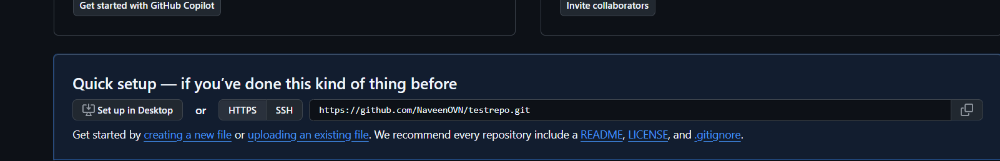 Get started with GitHub Copilot
Invite collaborators
Quick setup — if you’ve done this kind of thing before
Set up in Desktop or HTTPS SSH https://github.com/NaveenOVN/testrepo.git
Get started by creating a new file or uploading an existing file. We recommend every repository include a README, LICENSE, and .gitignore.